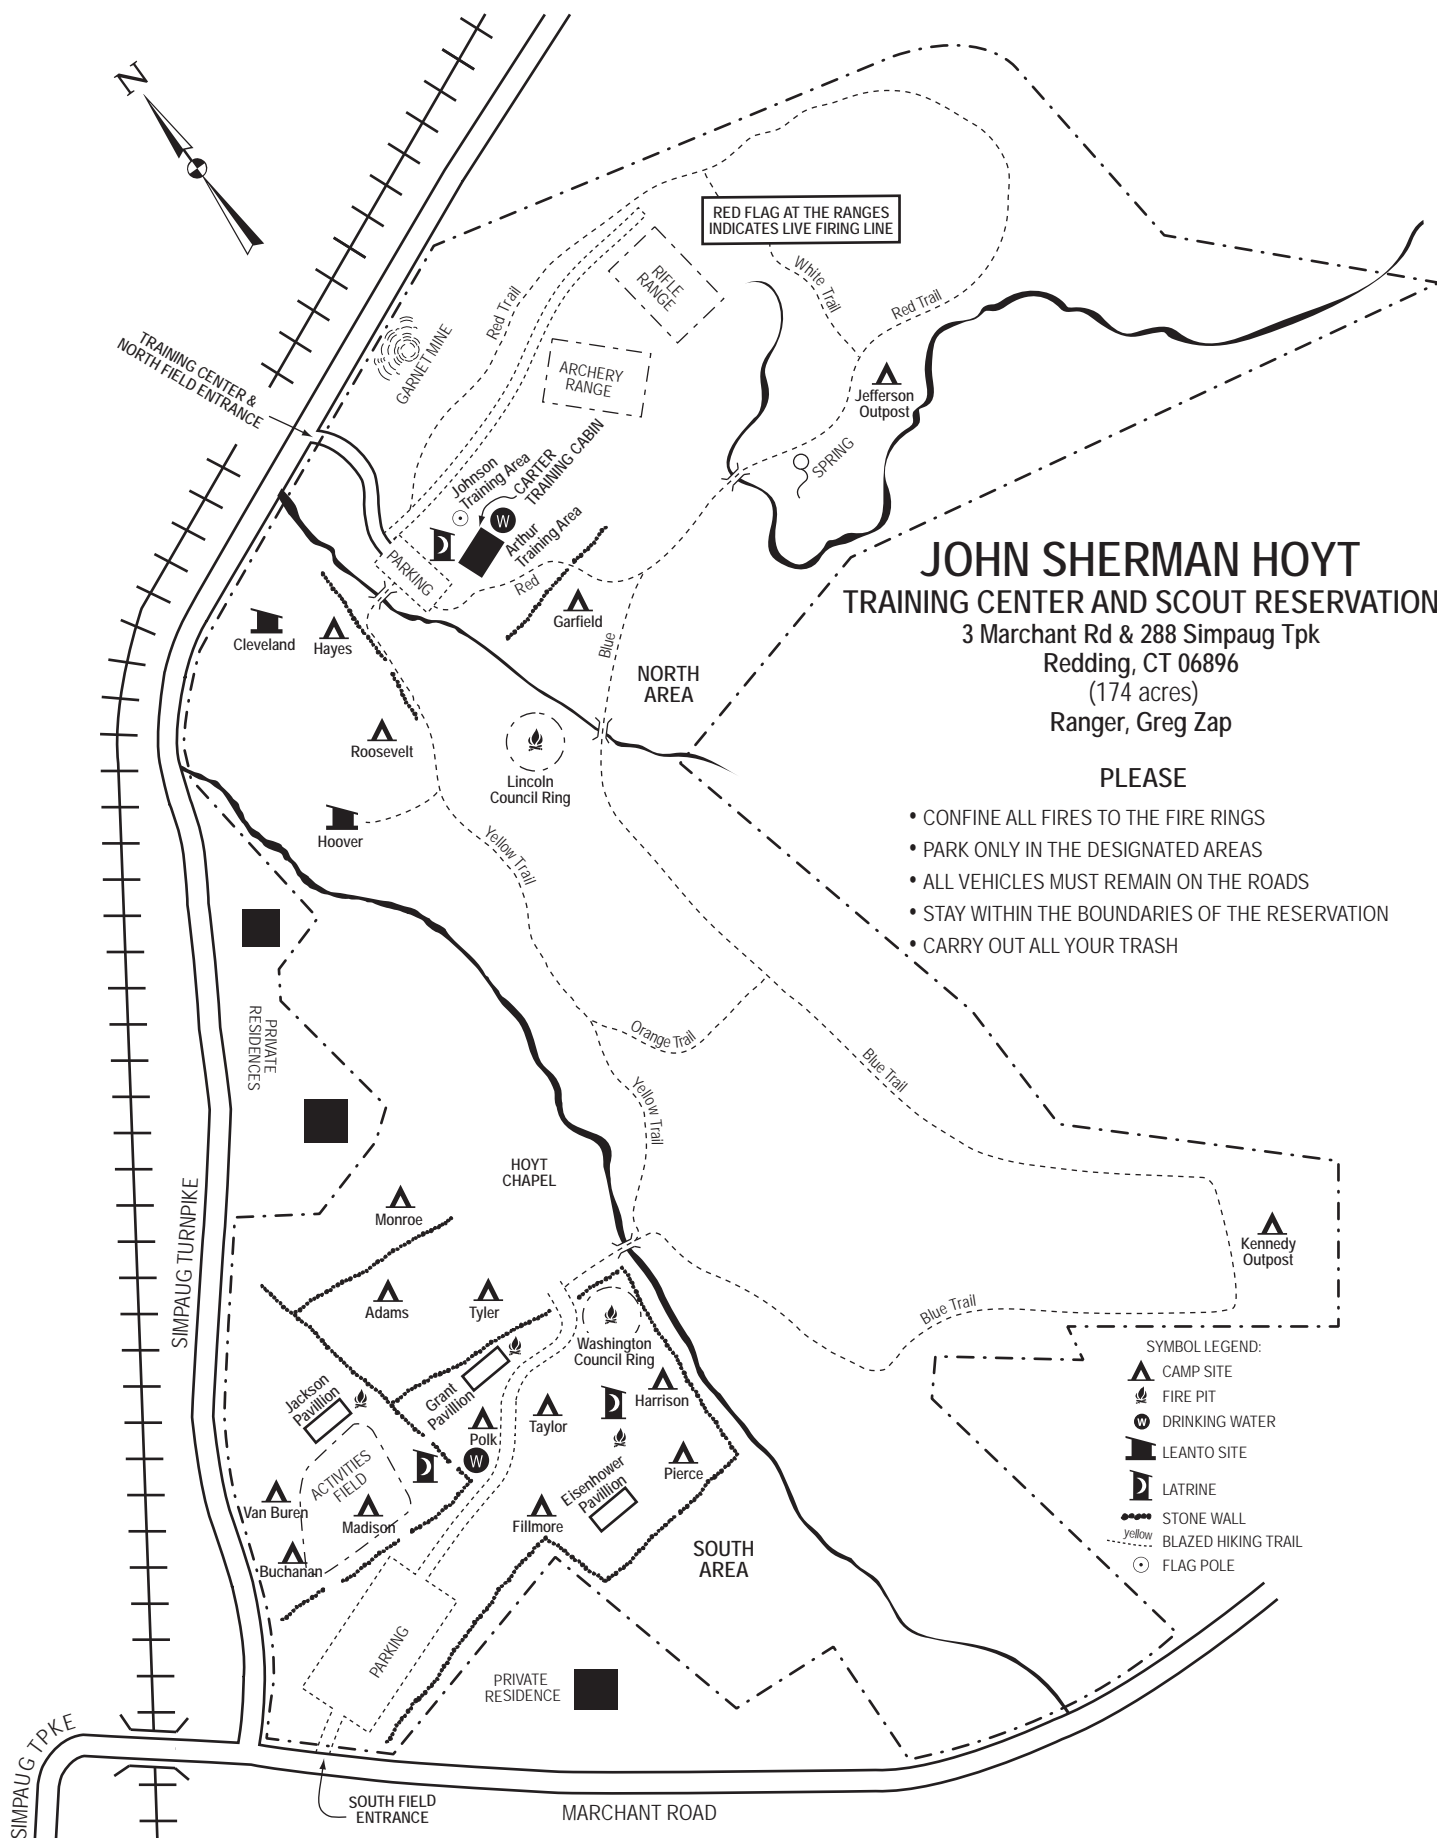 N
RED FLAG AT THE RANGES
INDICATES LIVE FIRING LINE
RIFLE
RANGE
White Trail
Red Trail
Red Trail
GARNET MINE
TRAINING CENTER &
NORTH FIELD ENTRANCE
ARCHERY
RANGE
Jefferson
Outpost
SPRING
Johnson
Training Area
CARTER
TRAINING CABIN
W
Arthur
Training Area
PARKING
Red
Garfield
Cleveland
Hayes
Blue
NORTH
AREA
JOHN SHERMAN HOYT
TRAINING CENTER AND SCOUT RESERVATION
3 Marchant Rd & 288 Simpaug Tpk
Redding, CT 06896
(174 acres)
Ranger, Greg Zap
PLEASE
• CONFINE ALL FIRES TO THE FIRE RINGS
• PARK ONLY IN THE DESIGNATED AREAS
• ALL VEHICLES MUST REMAIN ON THE ROADS
• STAY WITHIN THE BOUNDARIES OF THE RESERVATION
• CARRY OUT ALL YOUR TRASH
Roosevelt
Lincoln
Council Ring
Hoover
Yellow Trail
PRIVATE
RESIDENCES
Orange Trail
Blue Trail
Yellow Trail
HOYT
CHAPEL
Monroe
SIMPAUG TURNPIKE
Kennedy
Outpost
Adams
Tyler
Blue Trail
Washington
Council Ring
Jackson
Pavillion
Grant
Pavillion
Harrison
Taylor
Polk
W
Pierce
ACTIVITIES
FIELD
Eisenhower
Pavillion
Van Buren
Madison
Fillmore
Buchanan
SOUTH
AREA
SYMBOL LEGEND:
CAMP SITE
FIRE PIT
W DRINKING WATER
LEANTO SITE
LATRINE
STONE WALL
yellow
BLAZED HIKING TRAIL
FLAG POLE
PARKING
PRIVATE
RESIDENCE
SIMPAUG TPKE
SOUTH FIELD
ENTRANCE
MARCHANT ROAD